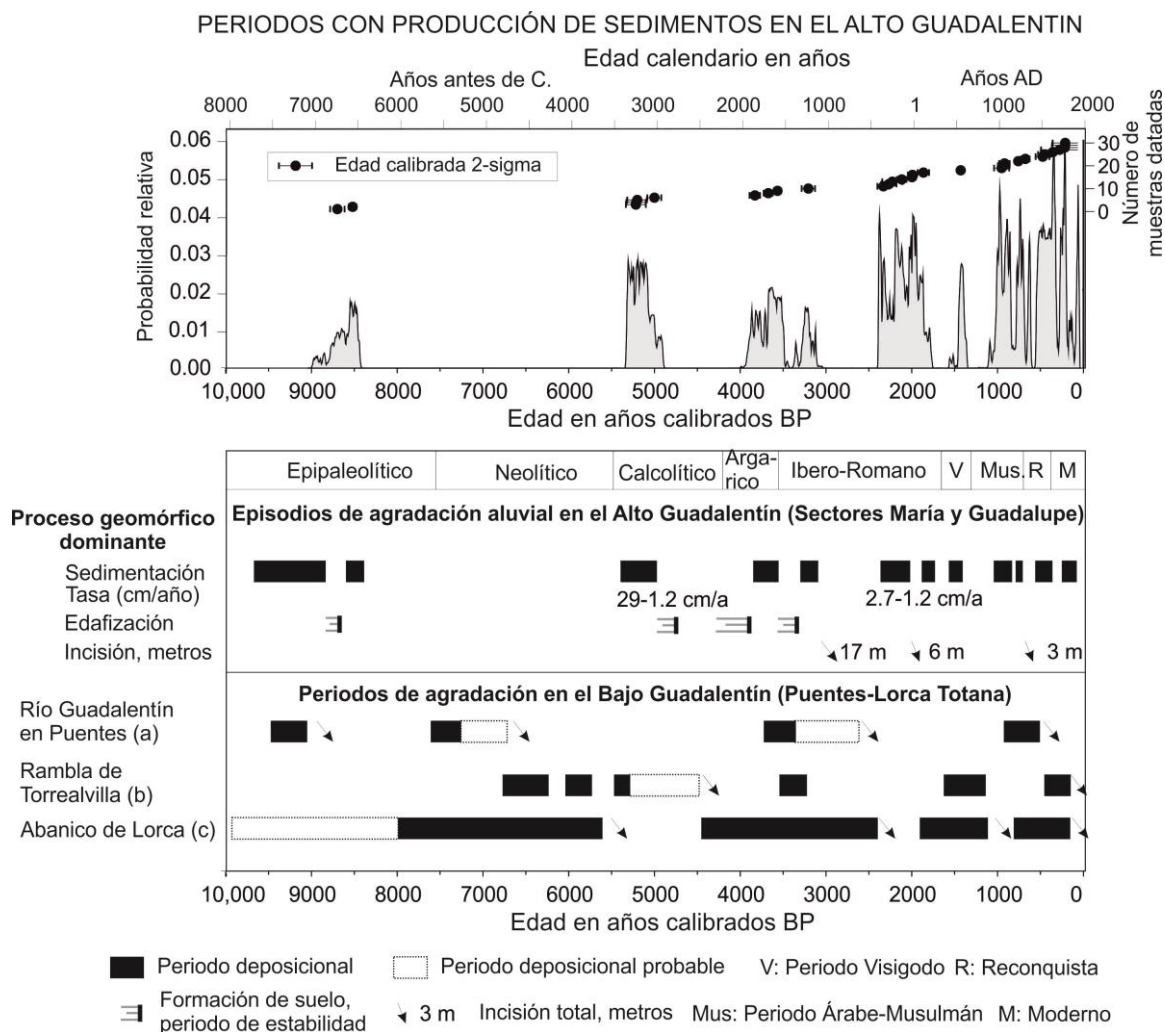 PERIODOS CON PRODUCCIÓN DE SEDIMENTOS EN EL ALTO GUADALENTIN
Edad calendario en años
Años antes de C.
Años AD
8000 7000 6000 5000 4000 3000 2000 1000 1 1000 2000
Probabilidad relativa
0.06
0.05
0.04
0.03
0.02
0.01
0.00
Edad calibrada 2-sigma
30
20
10
0
Número de
muestras datadas
10,000 9000 8000 7000 6000 5000 4000 3000 2000 1000 0
Edad en años calibrados BP
Epipaleolítico Neolítico Calcolítico Arga-
rico Ibero-Romano V Mus. R M
Proceso geomórfico
dominante
Episodios de agradación aluvial en el Alto Guadalentín (Sectores María y Guadalupe)
Sedimentación
Tasa (cm/año)
29-1.2 cm/a 2.7-1.2 cm/a
Edafización
Incisión, metros
17 m 6 m 3 m
Periodos de agradación en el Bajo Guadalentín (Puentes-Lorca Totana)
Río Guadalentín
en Puentes (a)
Rambla de
Torrealvilla (b)
Abanico de Lorca (c)
10,000 9000 8000 7000 6000 5000 4000 3000 2000 1000 0
Edad en años calibrados BP
Periodo deposicional
Periodo deposicional probable
V: Periodo Visigodo R: Reconquista
Formación de suelo,
periodo de estabilidad
3 m Incisión total, metros
Mus: Periodo Árabe-Musulmán M: Moderno